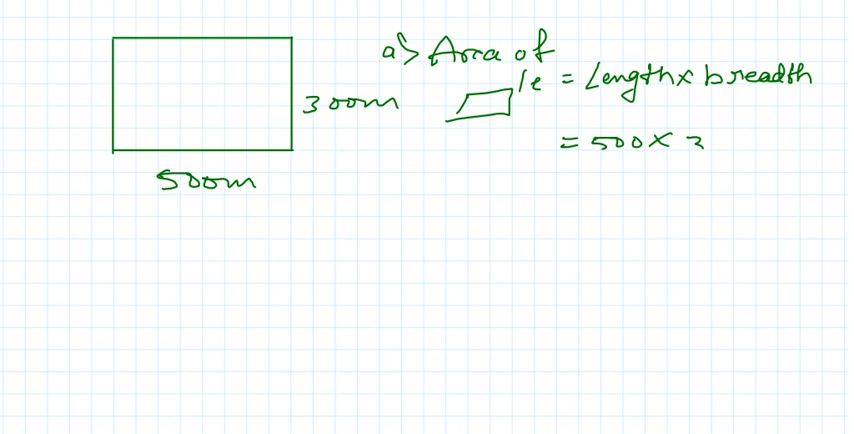 a) Area of
le = Length x breadth
300m
= 500 x 3
500m